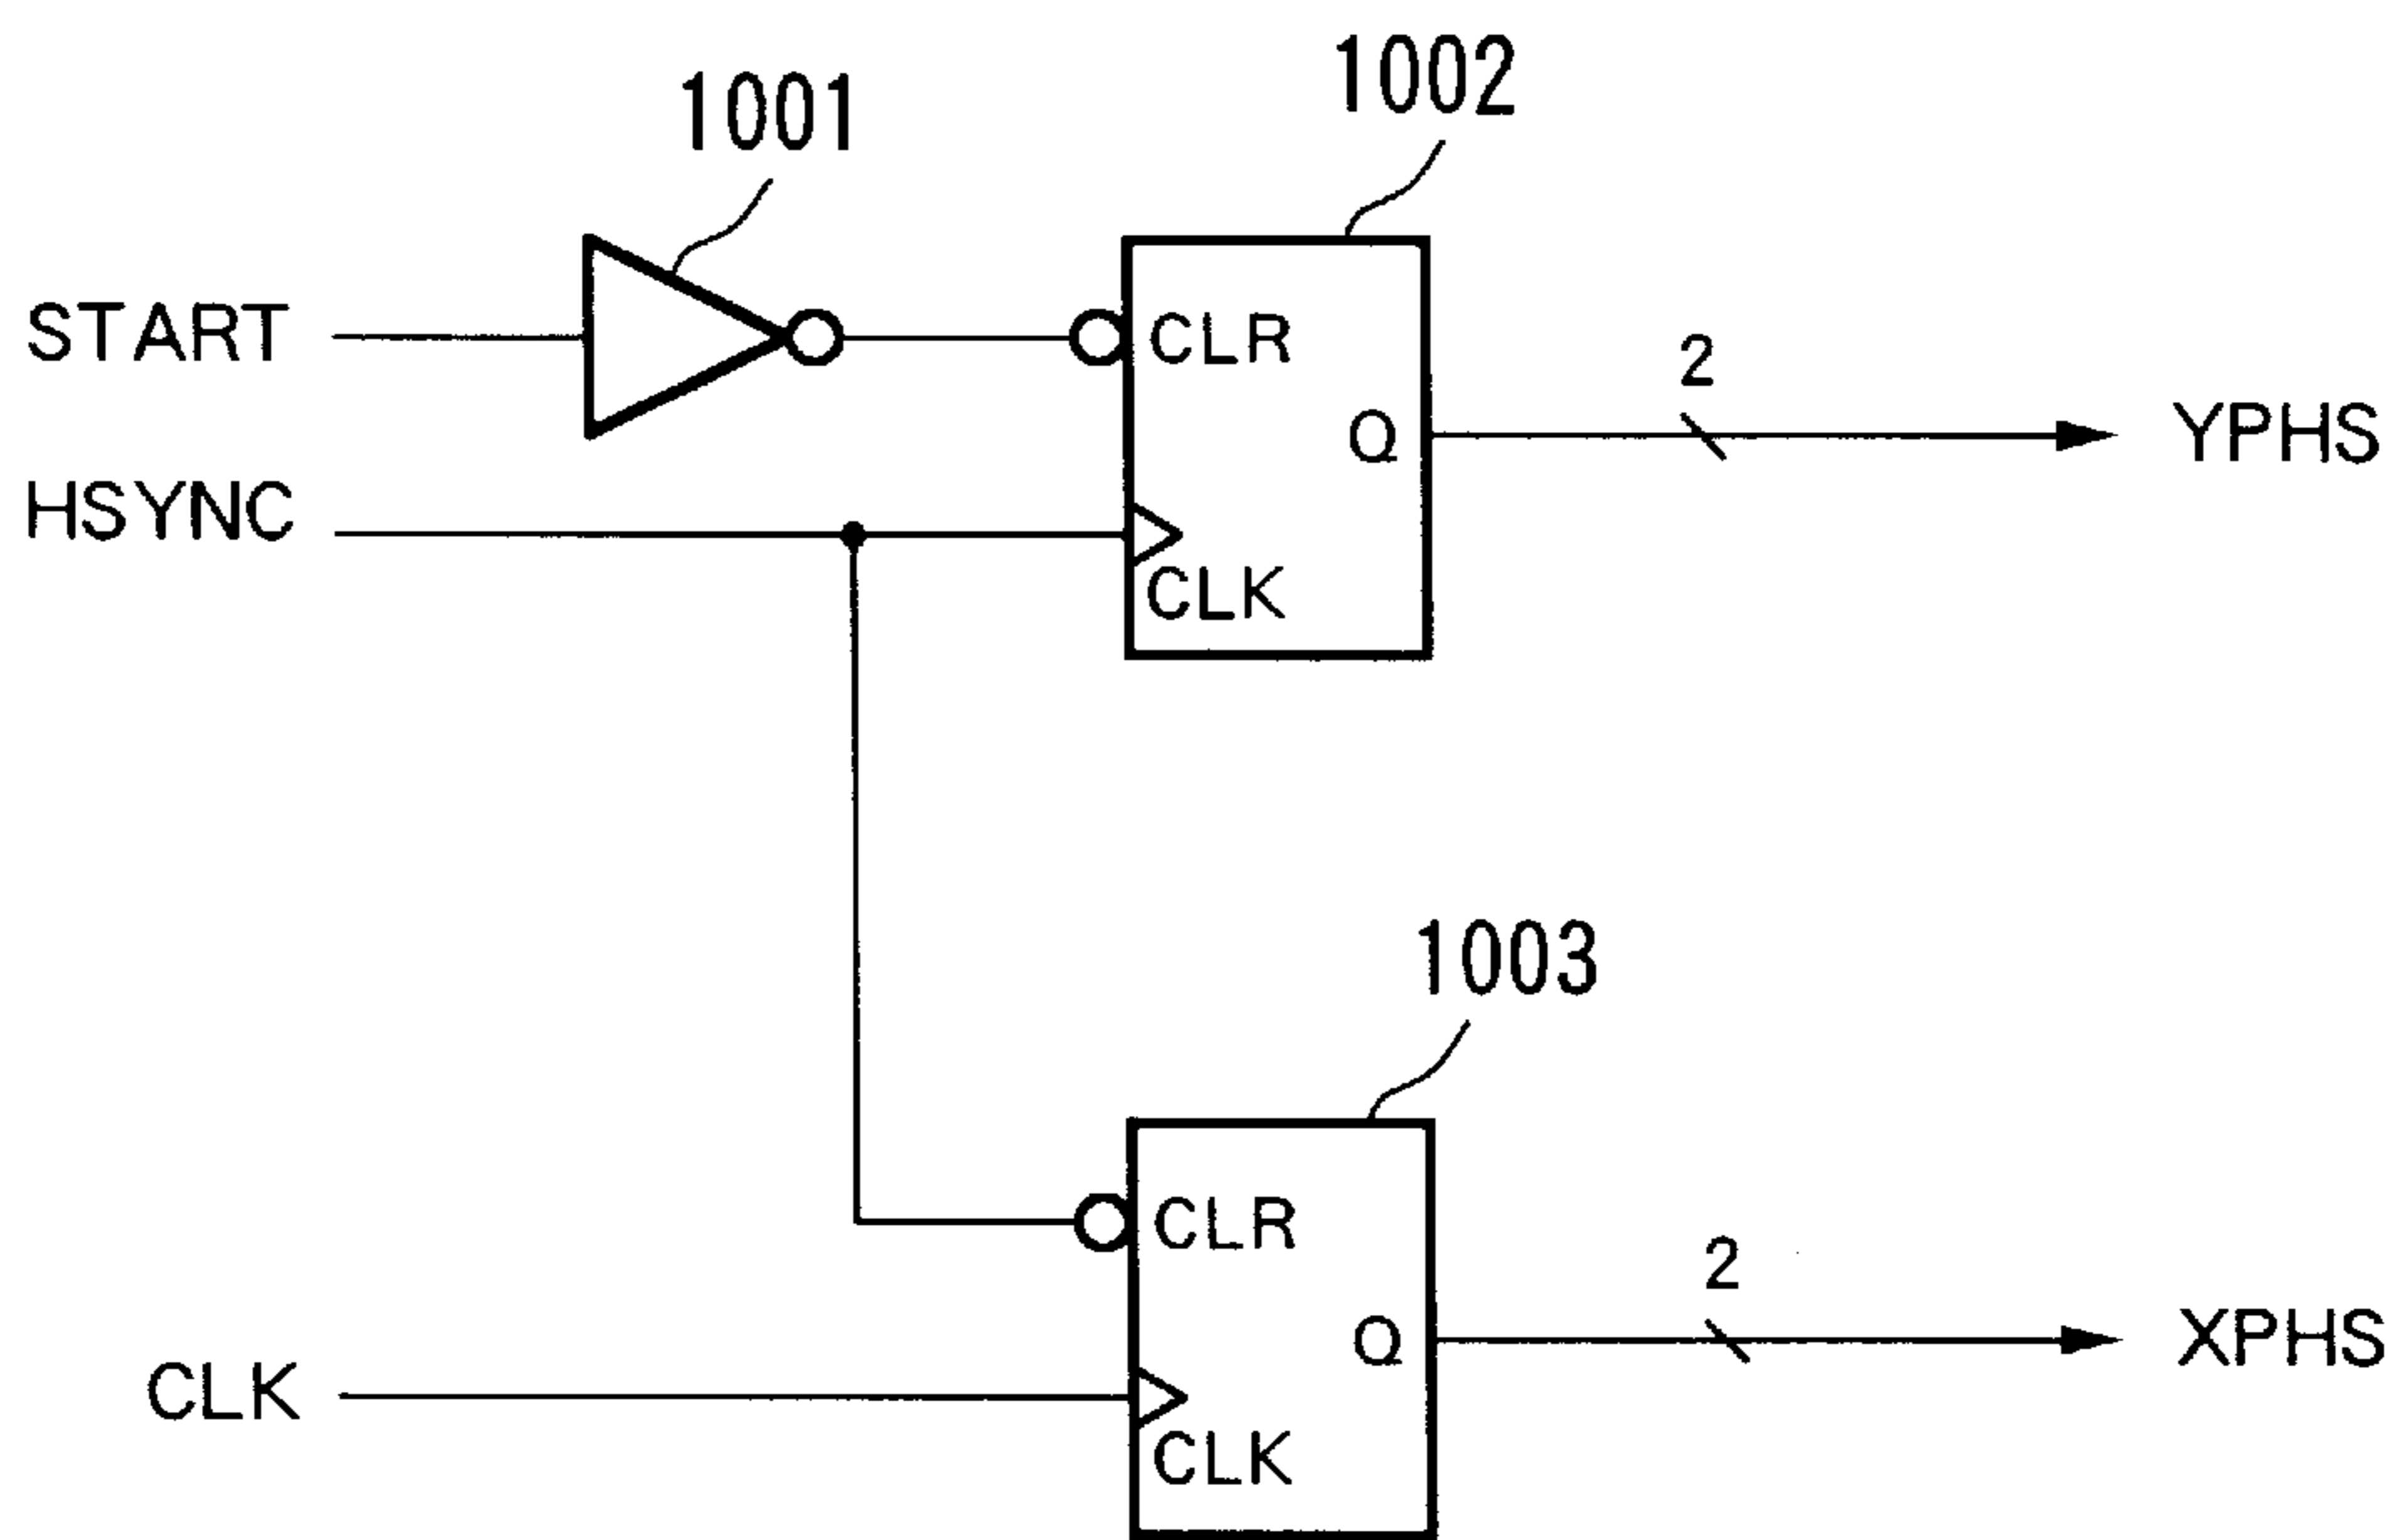 1001
1002
START
CLR
2
Q
YPHS
HSYNC
CLK
1003
CLR
2
Q
XPHS
CLK
CLK